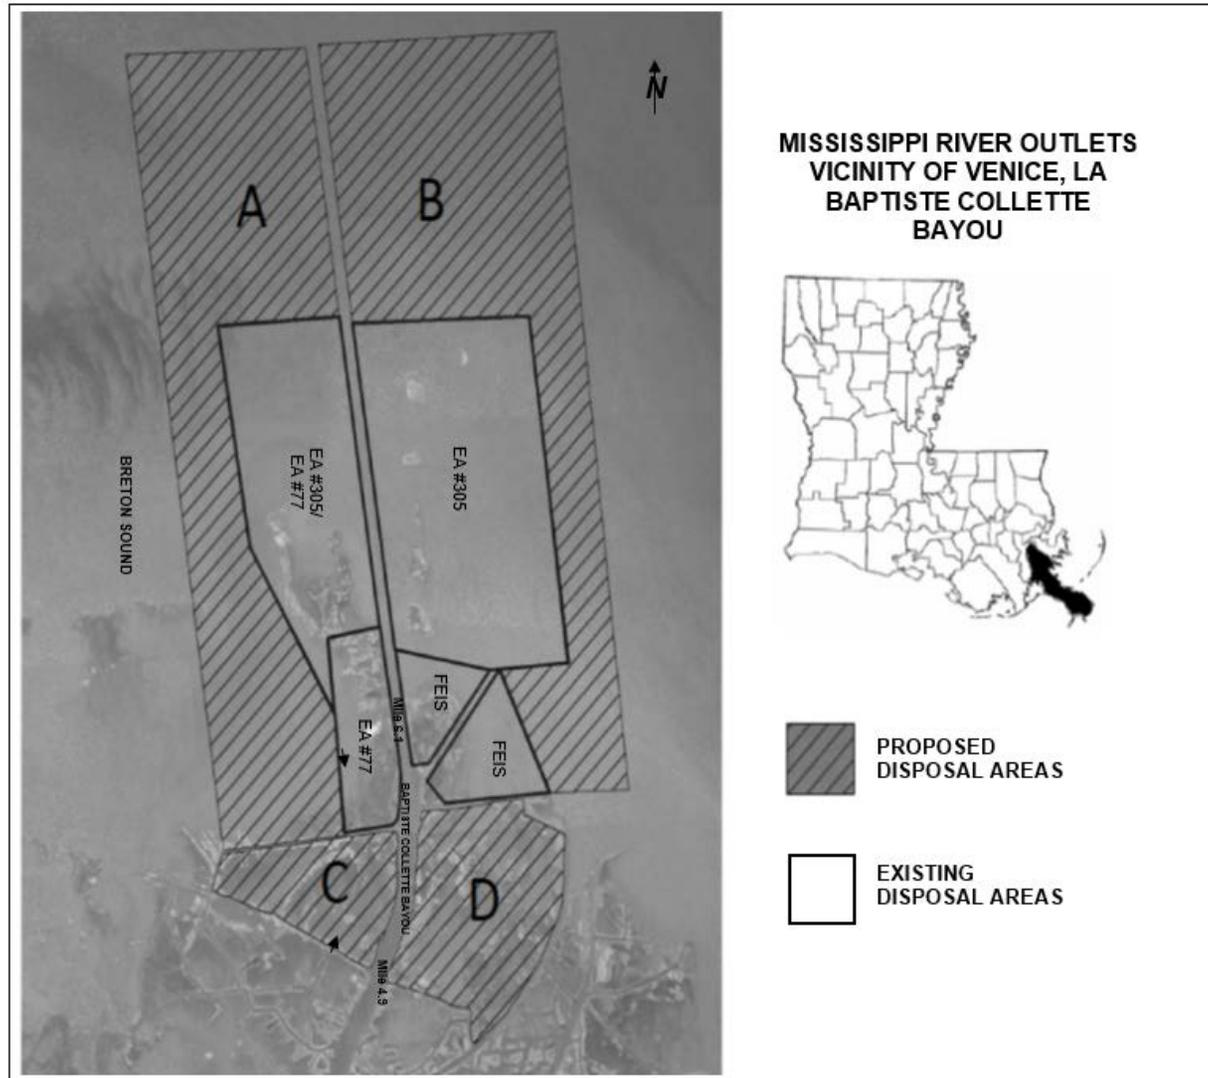 N
MISSISSIPPI RIVER OUTLETS
VICINITY OF VENICE, LA
BAPTISTE COLLETTE
BAYOU
A
B
BRETON SOUND
EA #305/
EA #77
EA #305
FEIS
FEIS
Mile 6.1
EA #77
BAPTISTE COLLETTE BAYOU
C
D
Mile 4.9
PROPOSED
DISPOSAL AREAS
EXISTING
DISPOSAL AREAS